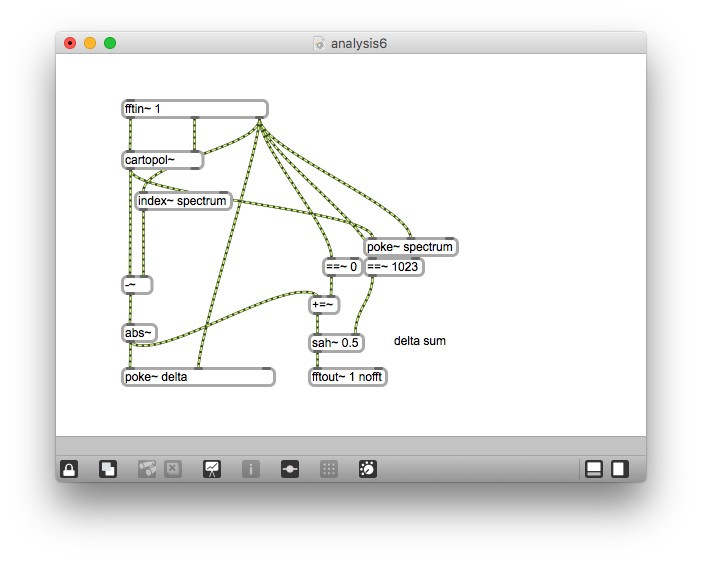 analysis6
fftin~ 1
cartopol~
index~ spectrum
poke~ spectrum
==~ 0
==~ 1023
-~
+=~
abs~
sah~ 0.5
delta sum
poke~ delta
fftout~ 1 nofft